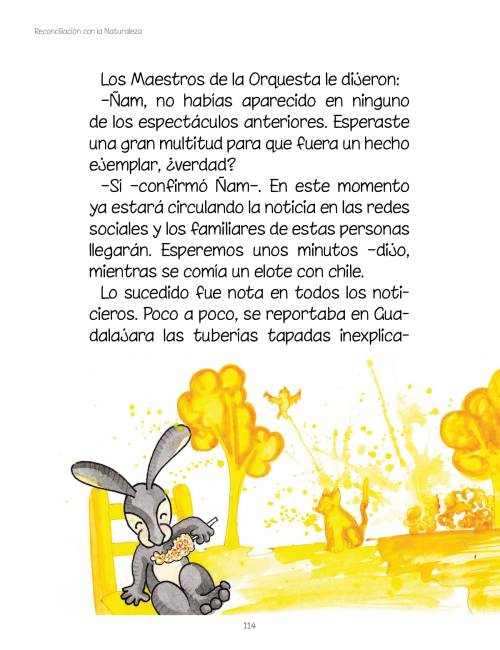 Reconciliación con la Naturaleza
Los Maestros de la Orquesta le dijeron:
–Ñam, no habías aparecido en ninguno
de los espectáculos anteriores. Esperaste
una gran multitud para que fuera un hecho
ejemplar, ¿verdad?
–Sí –confirmó Ñam–. En este momento
ya estará circulando la noticia en las redes
sociales y los familiares de estas personas
llegarán. Esperemos unos minutos –dijo,
mientras se comía un elote con chile.
Lo sucedido fue nota en todos los noti-
cieros. Poco a poco, se reportaba en Gua-
dalajara las tuberías tapadas inexplica-
114